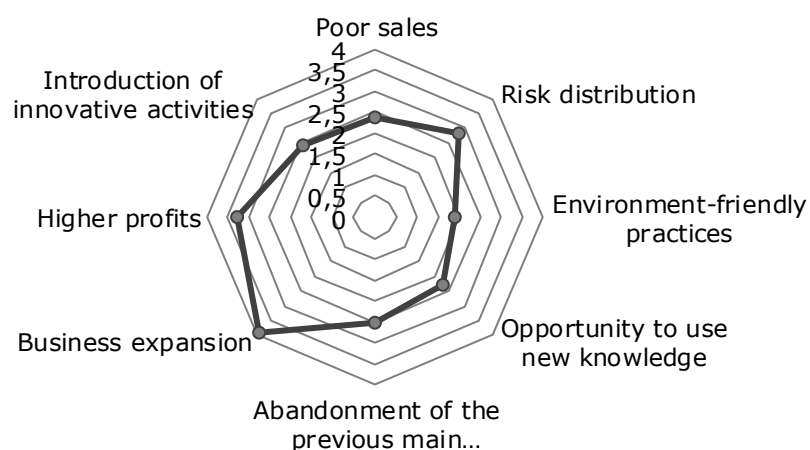 Poor sales
4
3,5
3
2,5
2
1,5
1
0,5
0
Risk distribution
Environment-friendly
practices
Opportunity to use
new knowledge
Abandonment of the
previous main...
Business expansion
Higher profits
Introduction of
innovative activities